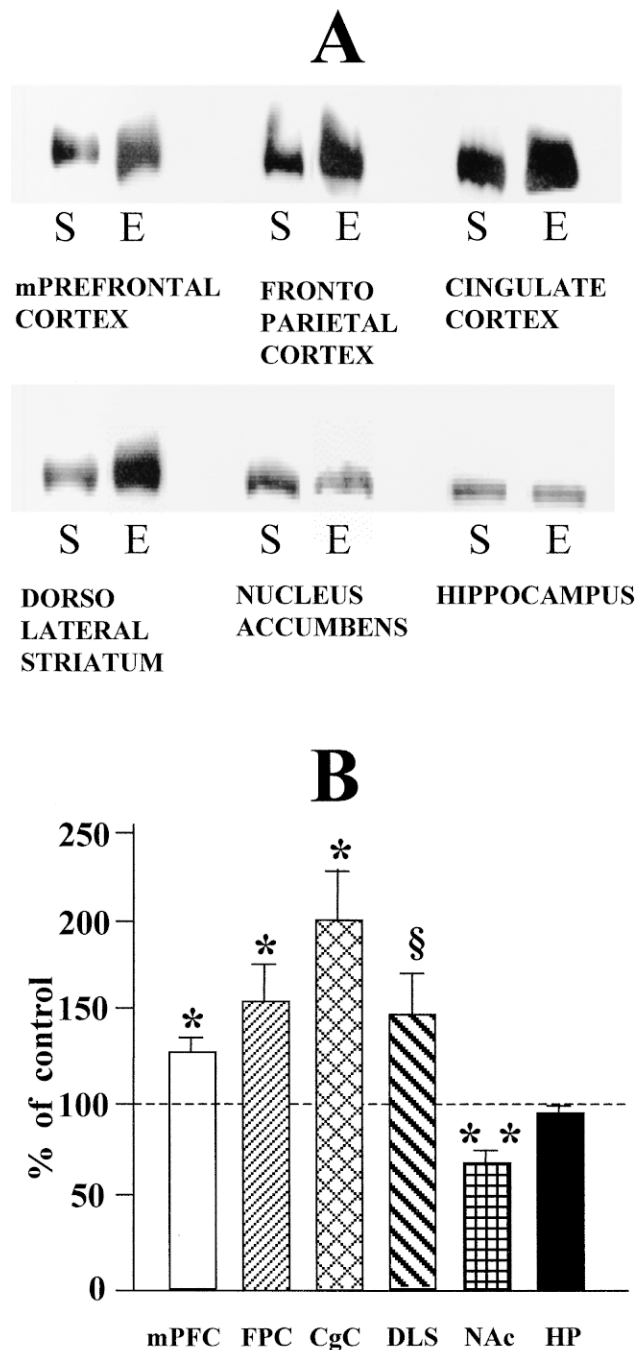 A
S E S E S E
mPREFRONTAL CORTEX
FRONTO PARIETAL CORTEX
CINGULATE CORTEX
S E S E S E
DORSO LATERAL STRIATUM
NUCLEUS ACCUMBENS
HIPPOCAMPUS
B
250
200
150
100
50
0
% of control
*
*
*
§
* *
mPFC FPC CgC DLS NAc HP